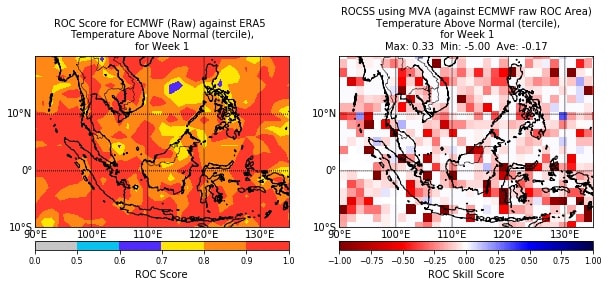 ROC Score for ECMWF (Raw) against ERA5
Temperature Above Normal (tercile),
for Week 1
10°N
0°
10°S
90°E 100°E 110°E 120°E 130°E
0.0 0.5 0.6 0.7 0.8 0.9 1.0
ROC Score
ROCSS using MVA (against ECMWF raw ROC Area)
Temperature Above Normal (tercile),
for Week 1
Max: 0.33 Min: -5.00 Ave: -0.17
10°N
0°
10°S
90°E 100°E 110°E 120°E 130°E
−1.00 −0.75 −0.50 −0.25 0.00 0.25 0.50 0.75 1.00
ROC Skill Score